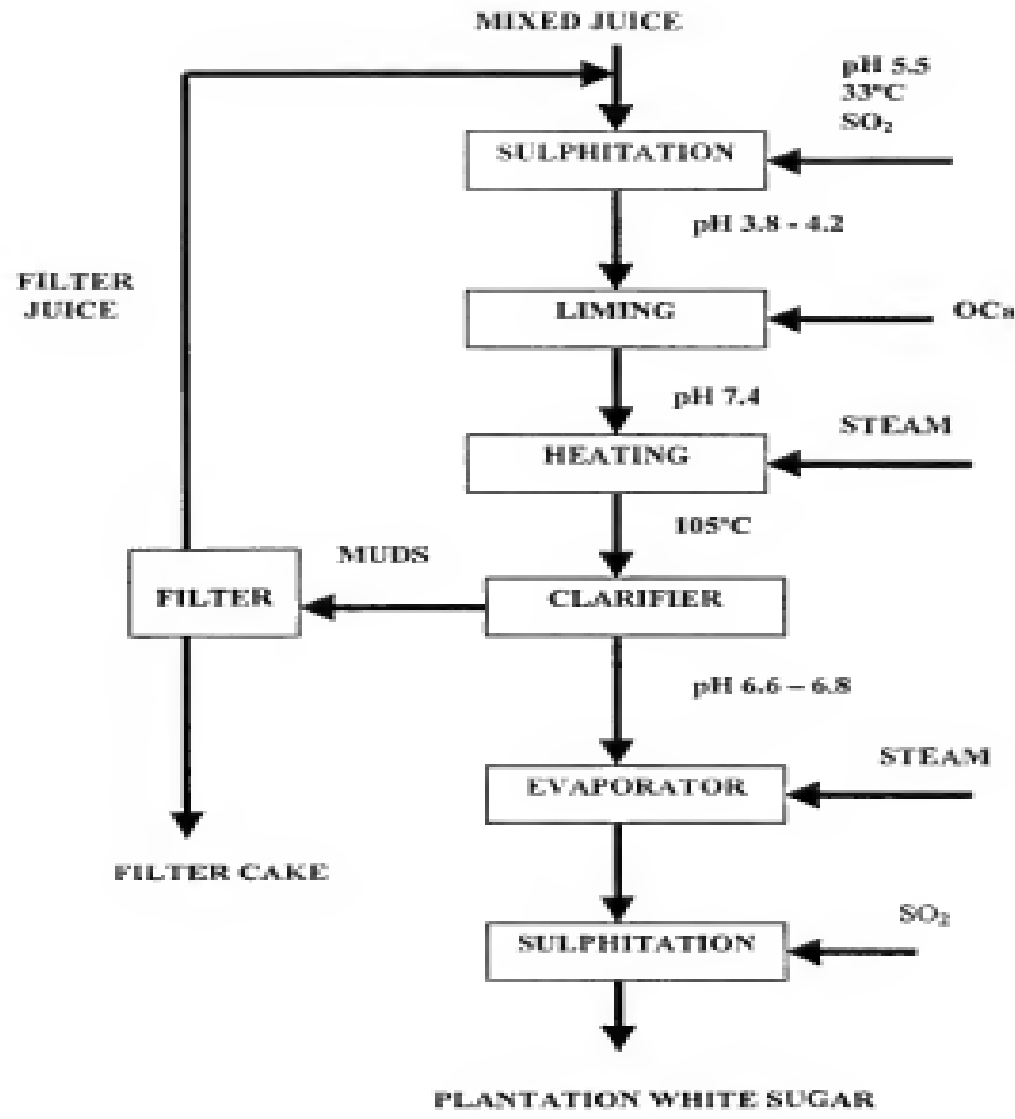 MIXED JUICE
pH 5.5
33°C
SO₂
SULPHITATION
pH 3.8 - 4.2
FILTER
JUICE
LIMING
OCa
pH 7.4
STEAM
HEATING
105°C
MUDS
FILTER
CLARIFIER
pH 6.6 – 6.8
STEAM
EVAPORATOR
FILTER CAKE
SO₂
SULPHITATION
PLANTATION WHITE SUGAR